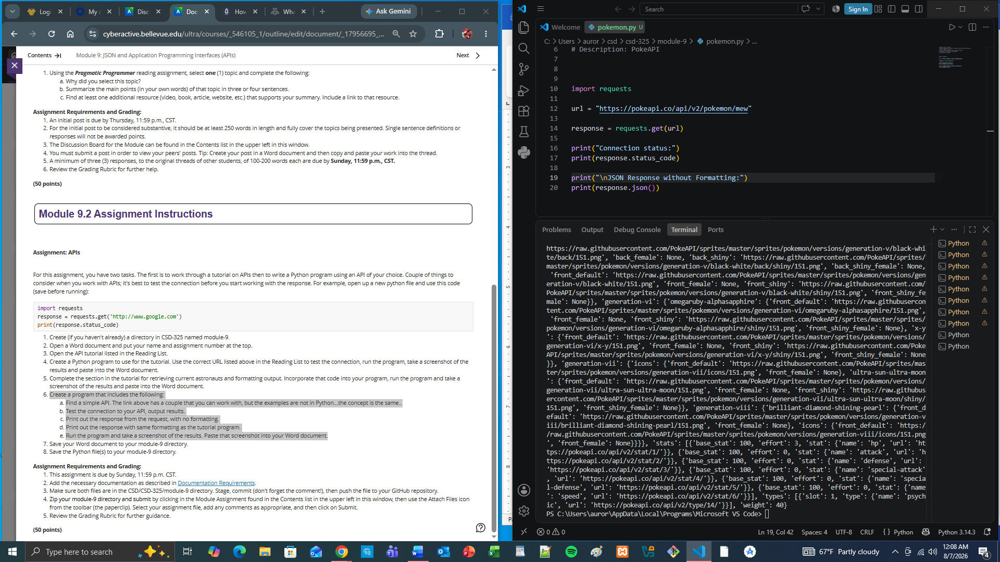 Logi
My A
Disc
Doc
How
Wha
Ask Gemini
cyberactive.bellevue.edu/ultra/courses/_546105_1/outline/edit/document/_17956695_...
Contents
Module 9: JSON and Application Programming Interfaces (APIs)
Next
1. Using the Pragmatic Programmer reading assignment, select one (1) topic and complete the following:
a. Why did you select this topic?
b. Summarize the main points (in your own words) of that topic in three or four sentences.
c. Find at least one additional resource (video, book, article, website, etc.) that supports your summary. Include a link to that resource.
Assignment Requirements and Grading:
1. An initial post is due by Thursday, 11:59 p.m., CST.
2. For the initial post to be considered substantive, it should be at least 250 words in length and fully cover the topics being presented. Single sentence definitions or
responses will not be awarded points.
3. The Discussion Board for the Module can be found in the Contents list in the upper left in this window.
4. You must submit a post in order to view your peers' posts. Tip: Create your post in a Word document and then copy and paste your work into the thread.
5. A minimum of three (3) responses, to the original threads of other students, of 100-200 words each are due by Sunday, 11:59 p.m., CST.
6. Review the Grading Rubric for further help.
(50 points)
Module 9.2 Assignment Instructions
Assignment: APIs
For this assignment, you have two tasks. The first is to work through a tutorial on APIs then to write a Python program using an API of your choice. Couple of things to
consider when you work with APIs; it's best to test the connection before you start working with the response. For example, open up a new python file and use this code
(save before running):
import requests
response = requests.get('http://www.google.com')
print(response.status_code)
1. Create (if you haven't already) a directory in CSD-325 named module-9.
2. Open a Word document and put your name and assignment number at the top.
3. Open the API tutorial listed in the Reading List.
4. Create a Python program to use for the tutorial. Use the correct URL listed above in the Reading List to test the connection, run the program, take a screenshot of the
results and paste into the Word document.
5. Complete the section in the tutorial for retrieving current astronauts and formatting output. Incorporate that code into your program, run the program and take a
screenshot of the results and paste into the Word document.
6. Create a program that includes the following:
a. Find a simple API. The link above has a couple that you can work with, but the examples are not in Python...the concept is the same..
b. Test the connection to your API, output results.
c. Print out the response from the request, with no formatting.
d. Print out the response with same formatting as the tutorial program.
e. Run the program and take a screenshot of the results. Paste that screenshot into your Word document.
7. Save your Word document to your module-9 directory.
8. Save the Python file(s) to your module-9 directory.
Assignment Requirements and Grading:
1. This assignment is due by Sunday, 11:59 p.m. CST.
2. Add the necessary documentation as described in Documentation Requirements.
3. Make sure both files are in the CSD/CSD-325/module-9 directory. Stage, commit (don't forget the comment!), then push the file to your GitHub repository.
4. Zip your module-9 directory and submit by clicking in the Module Assignment found in the Contents list in the upper left in this window, then use the Attach Files icon
from the toolbar (the paperclip). Select your assignment file, add any comments as appropriate, and then click on Submit.
5. Review the Grading Rubric for further guidance.
(50 points)
Search
Sign In
Welcome
pokemon.py U
C: > Users > auror > csd > csd-325 > module-9 > pokemon.py > ...
6 # Description: PokeAPI
7
8
9
10 import requests
11
12 url = "https://pokeapi.co/api/v2/pokemon/mew"
13
14 response = requests.get(url)
15
16 print("Connection status:")
17 print(response.status_code)
18
19 print("\nJSON Response without Formatting:")
20 print(response.json())
Problems Output Debug Console Terminal Ports
https://raw.githubusercontent.com/PokeAPI/sprites/master/sprites/pokemon/versions/generation-v/black-whi
te/back/151.png', 'back_female': None, 'back_shiny': 'https://raw.githubusercontent.com/PokeAPI/sprites/
master/sprites/pokemon/versions/generation-v/black-white/back/shiny/151.png', 'back_shiny_female': None,
'front_default': 'https://raw.githubusercontent.com/PokeAPI/sprites/master/sprites/pokemon/versions/gen
eration-v/black-white/151.png', 'front_female': None, 'front_shiny': 'https://raw.githubusercontent.com/
PokeAPI/sprites/master/sprites/pokemon/versions/generation-v/black-white/shiny/151.png', 'front_shiny_fe
male': None}}, 'generation-vi': {'omegaruby-alphasapphire': {'front_default': 'https://raw.githubusercon
tent.com/PokeAPI/sprites/master/sprites/pokemon/versions/generation-vi/omegaruby-alphasapphire/151.png',
'front_female': None, 'front_shiny': 'https://raw.githubusercontent.com/PokeAPI/sprites/master/sprites/
pokemon/versions/generation-vi/omegaruby-alphasapphire/shiny/151.png', 'front_shiny_female': None}, 'x-y'
: {'front_default': 'https://raw.githubusercontent.com/PokeAPI/sprites/master/sprites/pokemon/versions/
generation-vi/x-y/151.png', 'front_female': None, 'front_shiny': 'https://raw.githubusercontent.com/Poke
API/sprites/master/sprites/pokemon/versions/generation-vi/x-y/shiny/151.png', 'front_shiny_female': None
}}, 'generation-vii': {'icons': {'front_default': 'https://raw.githubusercontent.com/PokeAPI/sprites/mas
ter/sprites/pokemon/versions/generation-vii/icons/151.png', 'front_female': None}, 'ultra-sun-ultra-moon'
: {'front_default': 'https://raw.githubusercontent.com/PokeAPI/sprites/master/sprites/pokemon/versions/
generation-vii/ultra-sun-ultra-moon/151.png', 'front_female': None, 'front_shiny': 'https://raw.githubus
ercontent.com/PokeAPI/sprites/master/sprites/pokemon/versions/generation-vii/ultra-sun-ultra-moon/shiny/
151.png', 'front_shiny_female': None}}, 'generation-viii': {'brilliant-diamond-shining-pearl': {'front_d
efault': 'https://raw.githubusercontent.com/PokeAPI/sprites/master/sprites/pokemon/versions/generation-v
iii/brilliant-diamond-shining-pearl/151.png', 'front_female': None}, 'icons': {'front_default': 'https:/
/raw.githubusercontent.com/PokeAPI/sprites/master/sprites/pokemon/versions/generation-viii/icons/151.png
', 'front_female': None}}}}, 'stats': [{'base_stat': 100, 'effort': 3, 'stat': {'name': 'hp', 'url': 'ht
tps://pokeapi.co/api/v2/stat/1/'}}, {'base_stat': 100, 'effort': 0, 'stat': {'name': 'attack', 'url': 'h
ttps://pokeapi.co/api/v2/stat/2/'}}, {'base_stat': 100, 'effort': 0, 'stat': {'name': 'defense', 'url':
'https://pokeapi.co/api/v2/stat/3/'}}, {'base_stat': 100, 'effort': 0, 'stat': {'name': 'special-attack'
, 'url': 'https://pokeapi.co/api/v2/stat/4/'}}, {'base_stat': 100, 'effort': 0, 'stat': {'name': 'specia
l-defense', 'url': 'https://pokeapi.co/api/v2/stat/5/'}}, {'base_stat': 100, 'effort': 0, 'stat': {'name
': 'speed', 'url': 'https://pokeapi.co/api/v2/stat/6/'}}], 'types': [{'slot': 1, 'type': {'name': 'psych
ic', 'url': 'https://pokeapi.co/api/v2/type/14/'}}], 'weight': 40}
PS C:\Users\auror\AppData\Local\Programs\Microsoft VS Code>
Python
Python
Python
Python
Python
Python
Python
Python
Python
Python
0 0
Ln 19, Col 42 Spaces: 4 UTF-8 CRLF { } Python Python 3.14.3
Type here to search
67°F Partly cloudy
12:08 AM
8/7/2026
4